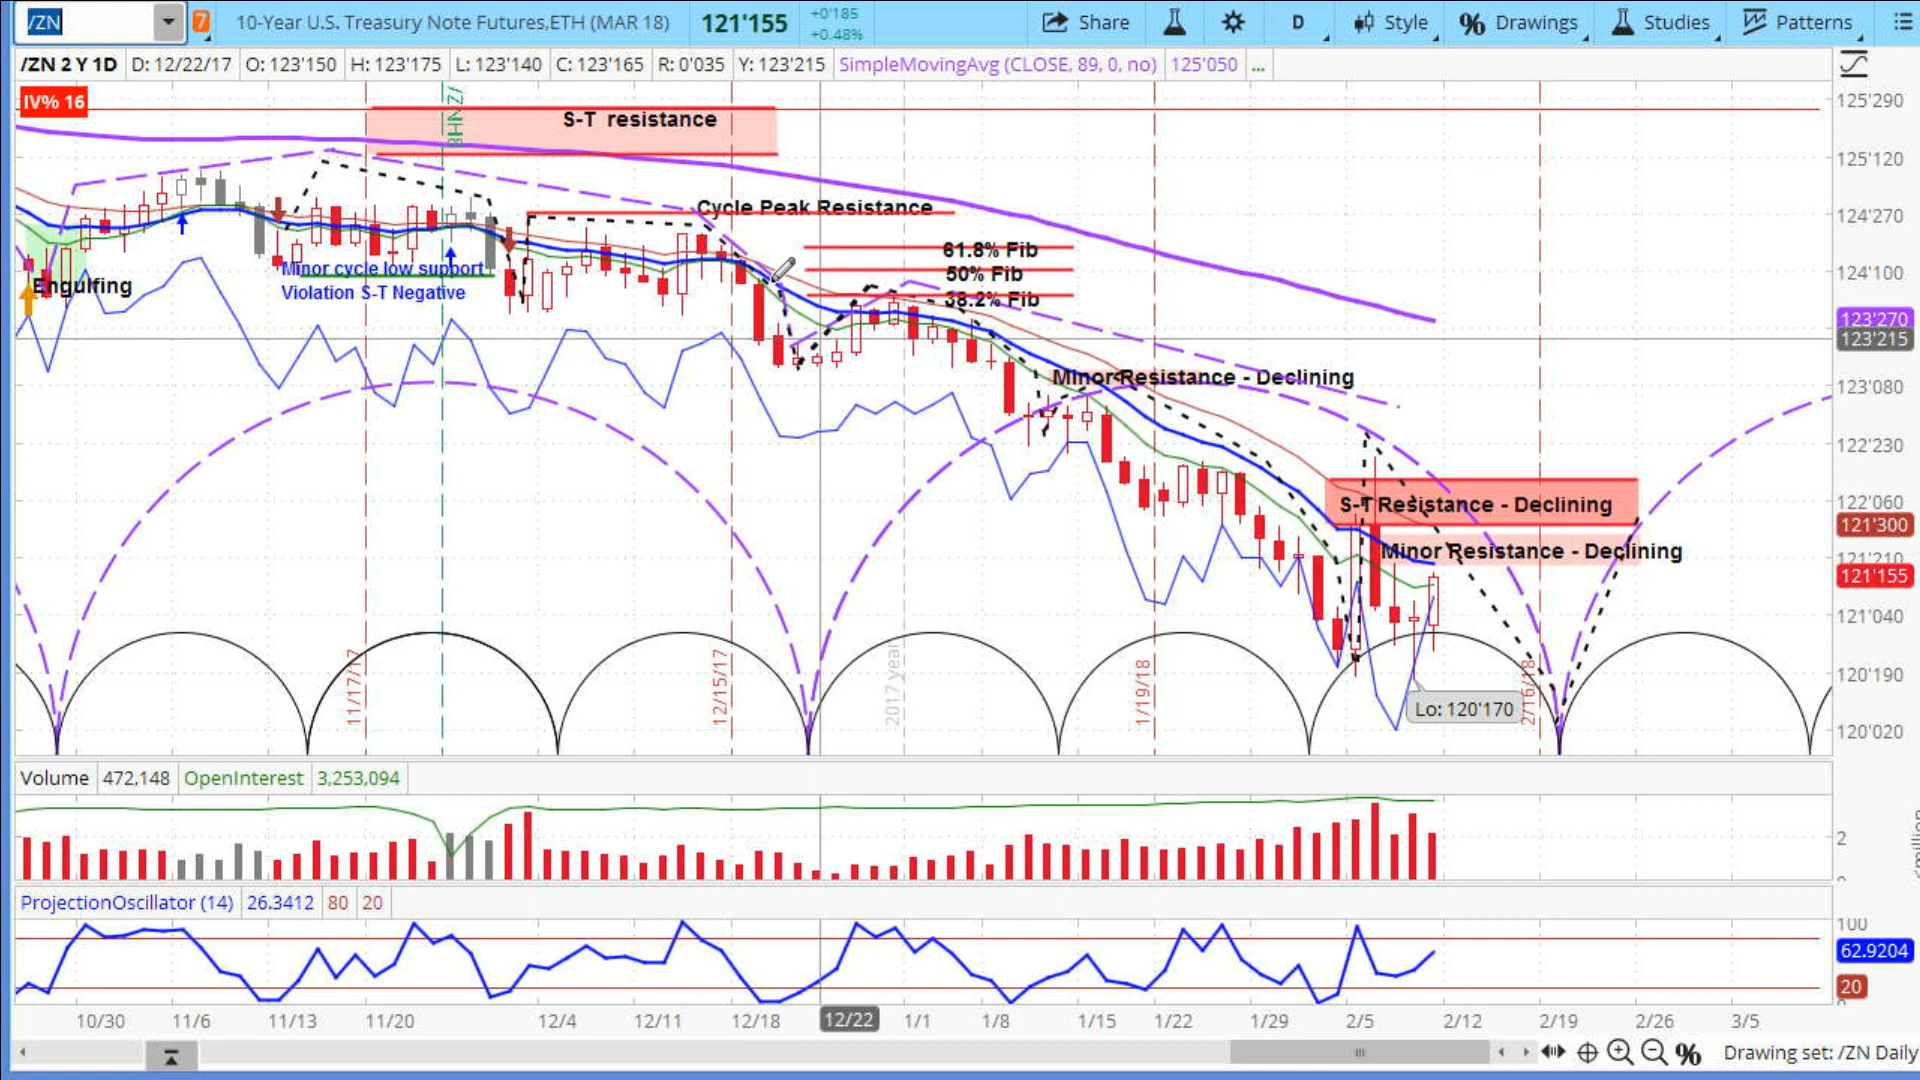 /ZN 7 10-Year U.S. Treasury Note Futures,ETH (MAR 18) 121'155 +0'185 Share D Style % Drawings Studies Patterns
+0.48%
/ZN 2 Y 1D D: 12/22/17 O: 123'150 H: 123'175 L: 123'140 C: 123'165 R: 0'035 Y: 123'215 SimpleMovingAvg (CLOSE, 89, 0, no) 125'050 ...
IV% 16
/ZNZ
S-T resistance
125'290
125'120
Cycle Peak Resistance
124'270
61.8% Fib
50% Fib
38.2% Fib
124'100
Minor cycle low support
Violation S-T Negative
Engulfing
123'270
123'215
Minor Resistance - Declining
123'080
122'230
S-T Resistance - Declining
122'060
121'300
Minor Resistance - Declining
121'210
121'155
121'040
120'190
120'020
11/17/17
12/15/17
2017 year
1/19/18
2/16/18
Lo: 120'170
Volume 472,148 OpenInterest 3,253,094
2
ProjectionOscillator (14) 26.3412 80 20
100
62.9204
20
10/30 11/6 11/13 11/20 12/4 12/11 12/18 12/22 1/1 1/8 1/15 1/22 1/29 2/5 2/12 2/19 2/26 3/5
% Drawing set: /ZN Daily